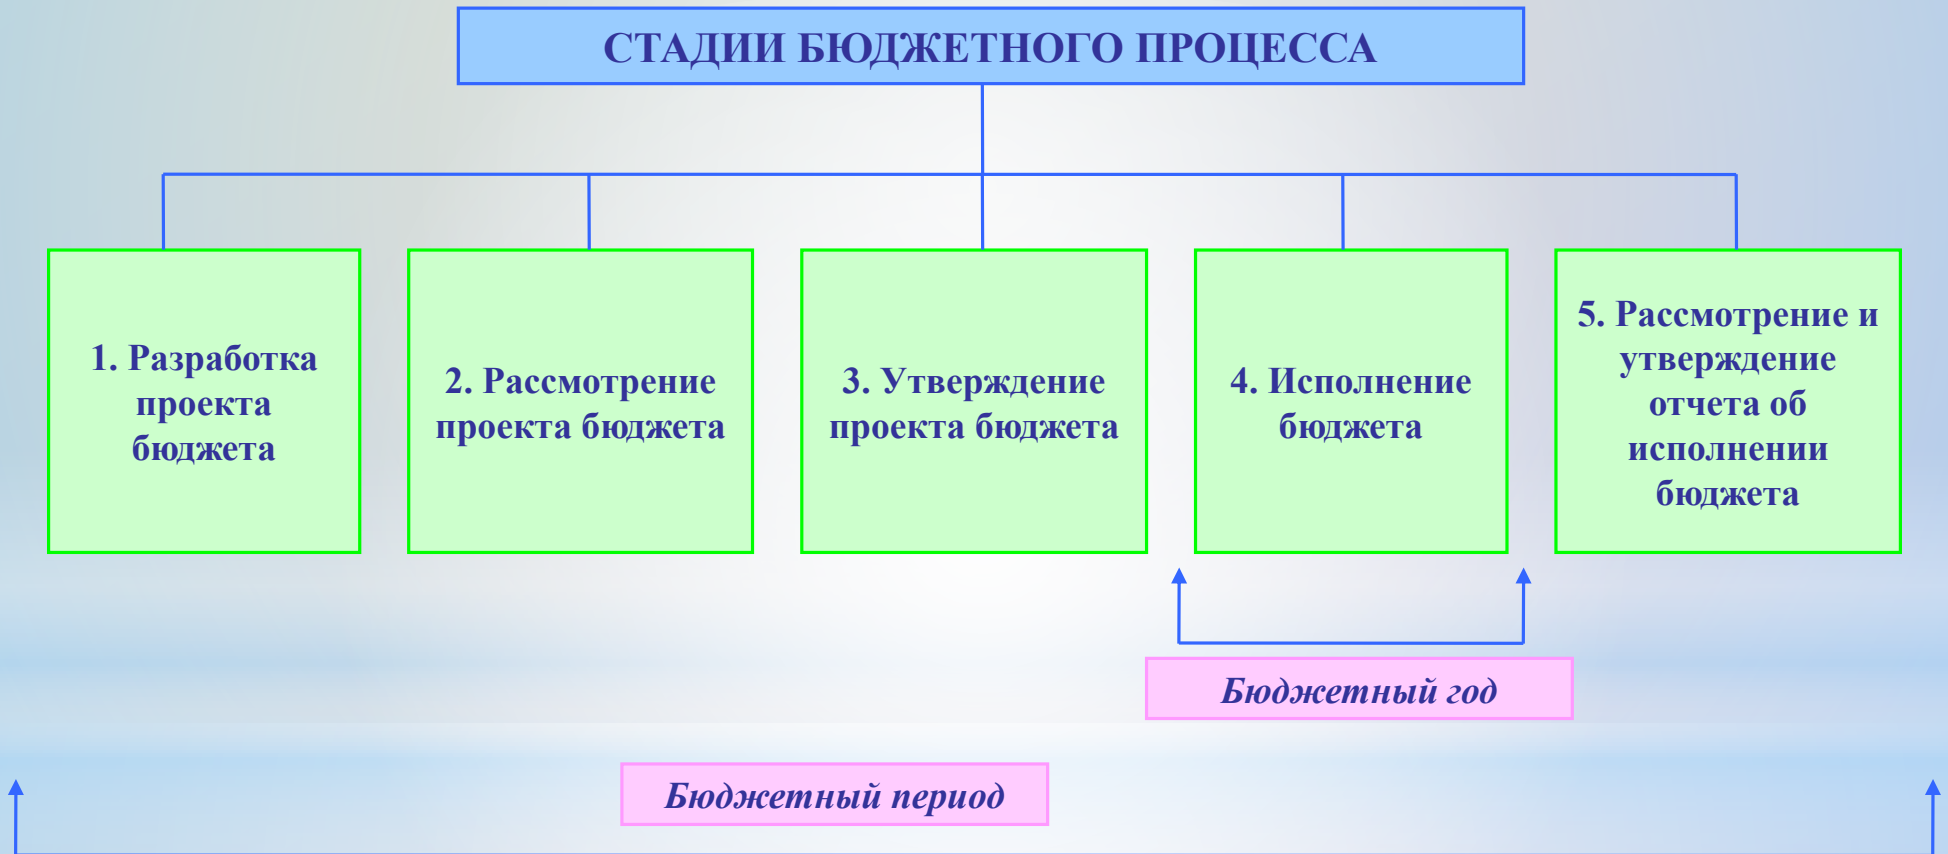 СТАДИИ БЮДЖЕТНОГО ПРОЦЕССА
1. Разработка
проекта
бюджета
2. Рассмотрение
проекта бюджета
3. Утверждение
проекта бюджета
4. Исполнение
бюджета
5. Рассмотрение и
утверждение
отчета об
исполнении
бюджета
Бюджетный год
Бюджетный период